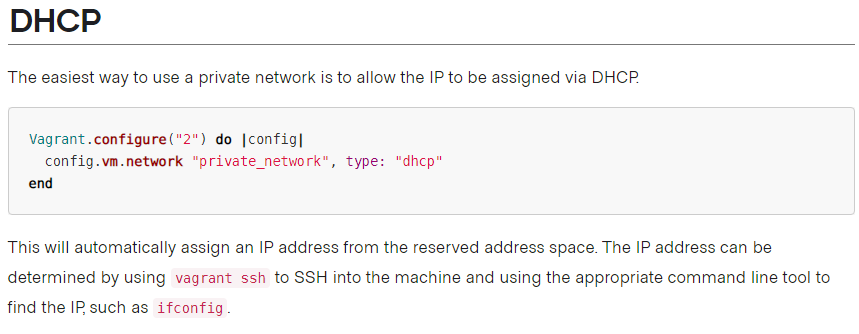 DHCP
The easiest way to use a private network is to allow the IP to be assigned via DHCP.
Vagrant.configure("2") do |config|
  config.vm.network "private_network", type: "dhcp"
end
This will automatically assign an IP address from the reserved address space. The IP address can be
determined by using vagrant ssh to SSH into the machine and using the appropriate command line tool to
find the IP, such as ifconfig.